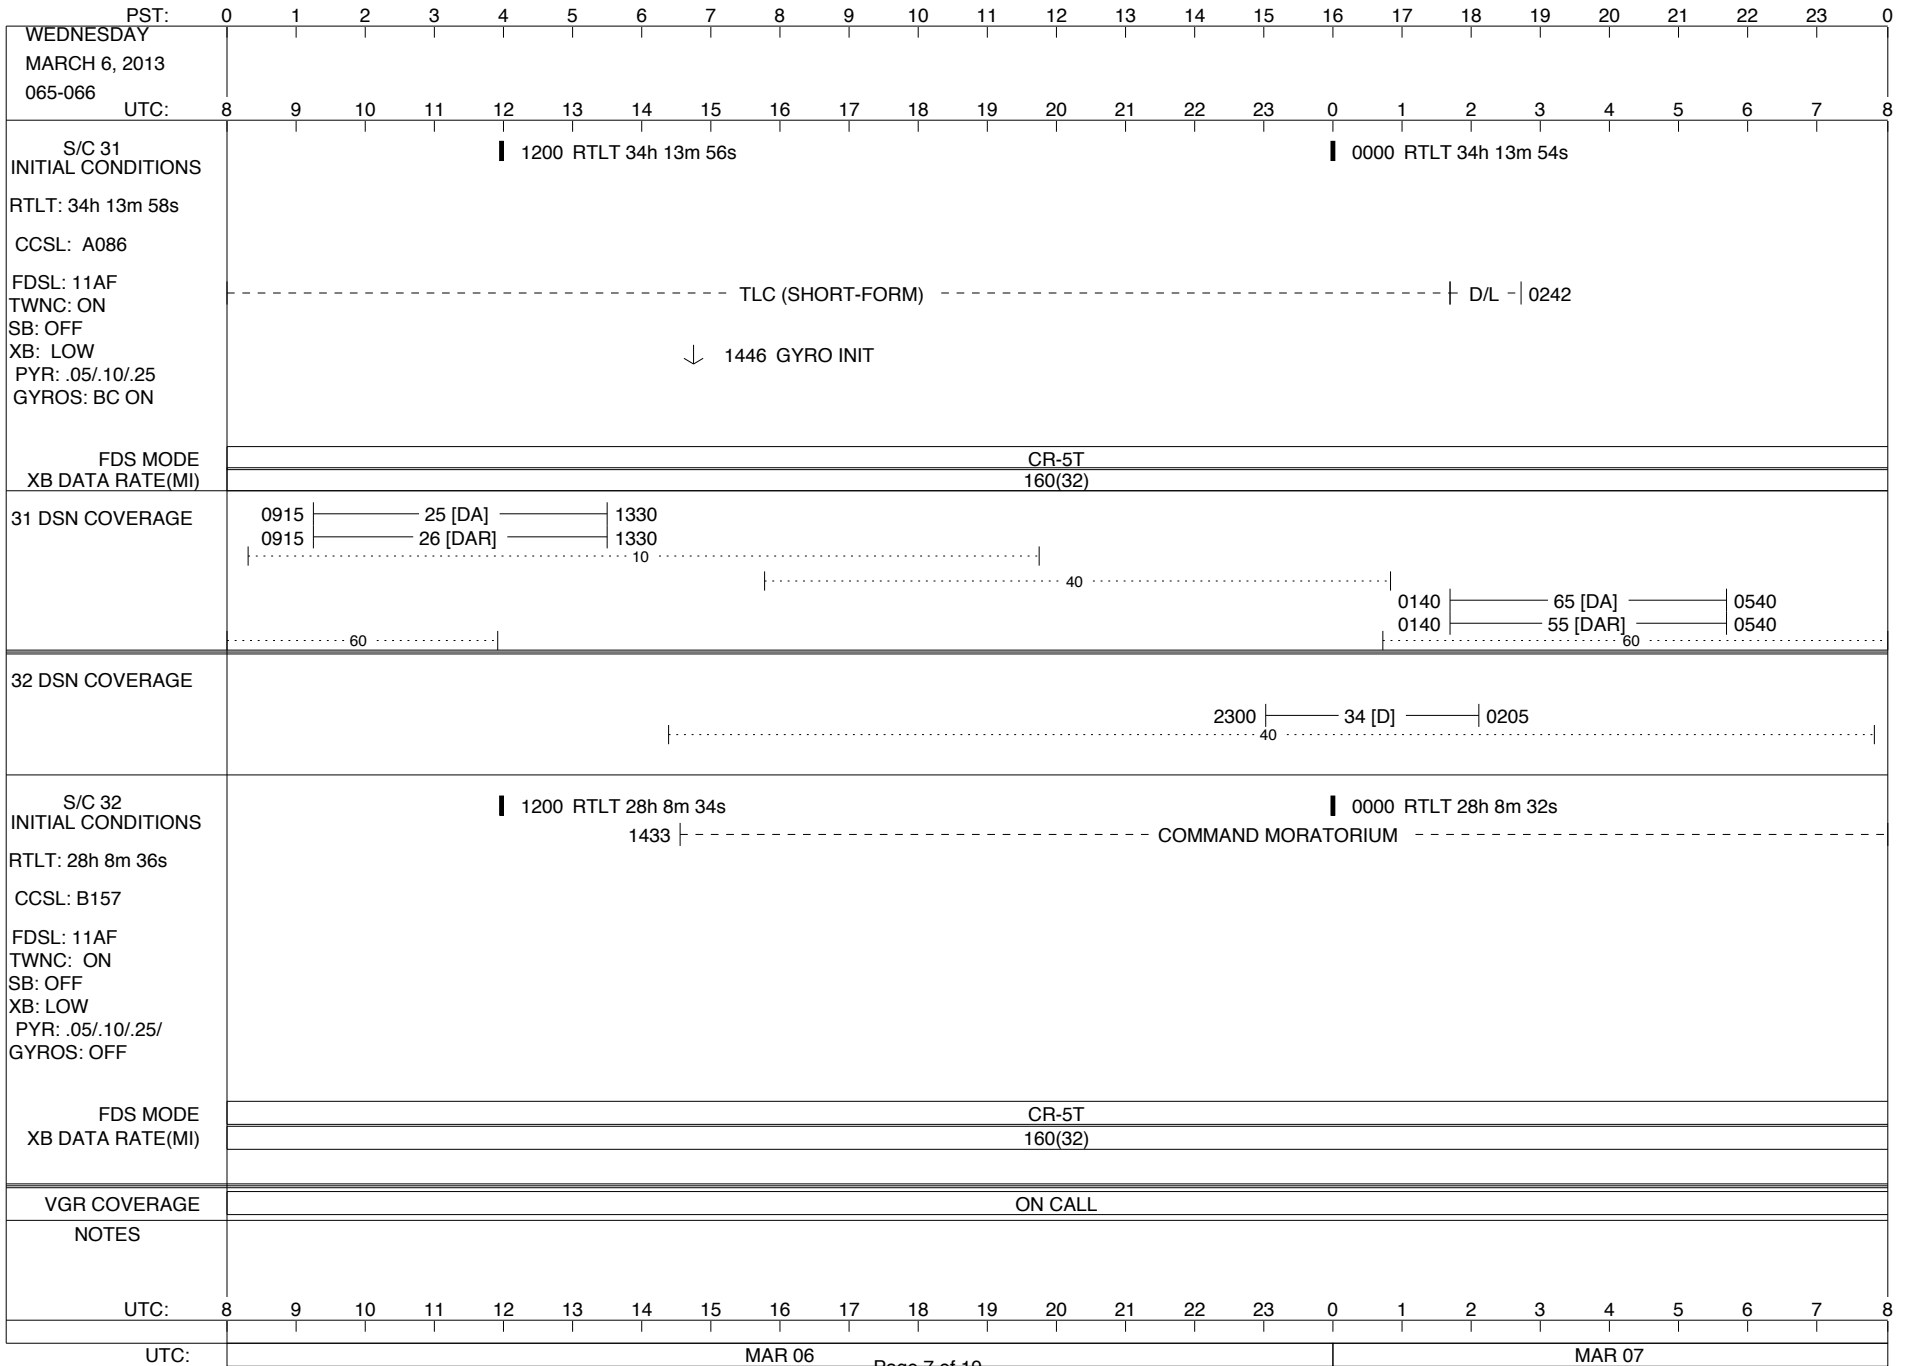 PST: 0 1 2 3 4 5 6 7 8 9 10 11 12 13 14 15 16 17 18 19 20 21 22 23 0
WEDNESDAY
MARCH 6, 2013
065-066
UTC: 8 9 10 11 12 13 14 15 16 17 18 19 20 21 22 23 0 1 2 3 4 5 6 7 8
S/C 31
INITIAL CONDITIONS
1200 RTLT 34h 13m 56s
0000 RTLT 34h 13m 54s
RTLT: 34h 13m 58s
CCSL: A086
FDSL: 11AF
TLC (SHORT-FORM)
D/L
0242
TWNC: ON
SB: OFF
XB: LOW
1446 GYRO INIT
PYR: .05/.10/.25
GYROS: BC ON
FDS MODE
CR-5T
XB DATA RATE(MI)
160(32)
31 DSN COVERAGE
0915 25 [DA] 1330
0915 26 [DAR] 1330
10
40
0140 65 [DA] 0540
0140 55 [DAR] 0540
60
60
32 DSN COVERAGE
2300 34 [D] 0205
40
S/C 32
INITIAL CONDITIONS
1200 RTLT 28h 8m 34s
0000 RTLT 28h 8m 32s
1433
COMMAND MORATORIUM
RTLT: 28h 8m 36s
CCSL: B157
FDSL: 11AF
TWNC: ON
SB: OFF
XB: LOW
PYR: .05/.10/.25/
GYROS: OFF
FDS MODE
CR-5T
XB DATA RATE(MI)
160(32)
VGR COVERAGE
ON CALL
NOTES
UTC: 8 9 10 11 12 13 14 15 16 17 18 19 20 21 22 23 0 1 2 3 4 5 6 7 8
UTC: MAR 06 MAR 07
Page 7 of 19